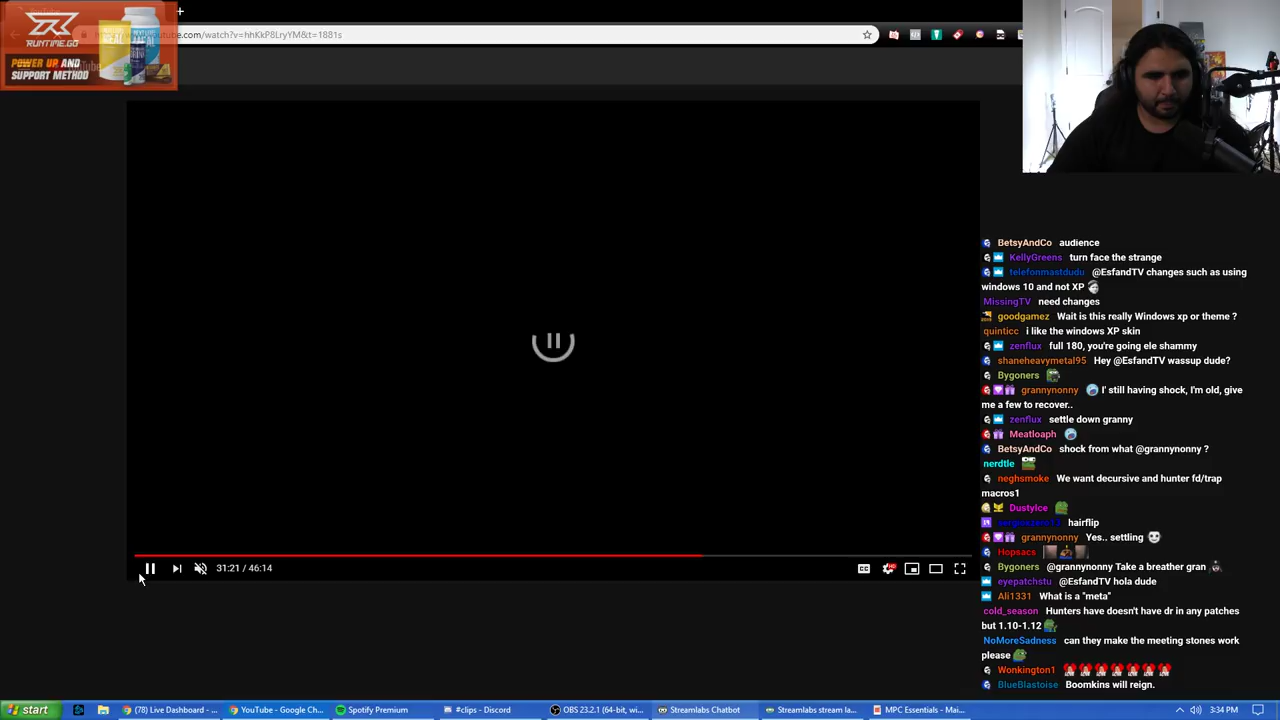 RUNTIME.GO
POWER UP AND
SUPPORT METHOD
utube.com/watch?v=hhKkP8LryYM&t=1881s
BetsyAndCo audience
KellyGreens turn face the strange
telefonmastdudu @EsfandTV changes such as using
windows 10 and not XP
MissingTV need changes
goodgamez Wait is this really Windows xp or theme ?
quinticc i like the windows XP skin
zenflux full 180, you're going ele shammy
shaneheavymetal95 Hey @EsfandTV wassup dude?
Bygoners
grannynonny I' still having shock, I'm old, give
me a few to recover..
zenflux settle down granny
Meatloaph
BetsyAndCo shock from what @grannynonny ?
nerdtle
neghsmoke We want decursive and hunter fd/trap
macros1
DustyIce
hairflip
grannynonny Yes.. settling
Hopsacs
Bygoners @grannynonny Take a breather gran
eyepatchstu @EsfandTV hola dude
Ali1331 What is a "meta"
cold_season Hunters have doesn't have dr in any patches
but 1.10-1.12
NoMoreSadness can they make the meeting stones work
please
Wonkington1
BlueBlastoise Boomkins will reign.
31:21 / 46:14
CC
HD
start
(78) Live Dashboard - ...
YouTube - Google Ch...
Spotify Premium
#clips - Discord
OBS 23.2.1 (64-bit, wi...
Streamlabs Chatbot
Streamlabs stream la...
MPC Essentials - Mai...
3:34 PM